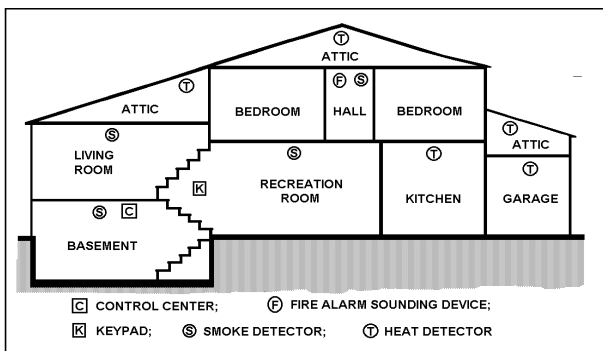 T
ATTIC
T
ATTIC
BEDROOM
F S
HALL
BEDROOM
T
ATTIC
S
LIVING
ROOM
S
RECREATION
ROOM
K
T
KITCHEN
T
GARAGE
S C
BASEMENT
C CONTROL CENTER; F FIRE ALARM SOUNDING DEVICE;
K KEYPAD; S SMOKE DETECTOR; T HEAT DETECTOR